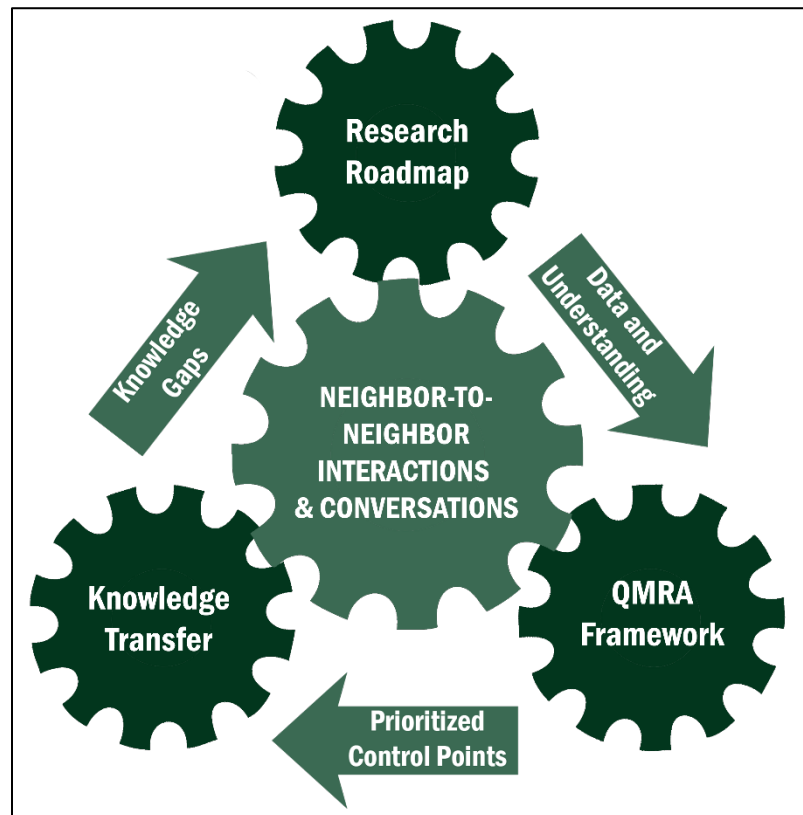 Research
Roadmap
Knowledge
Gaps
Data and
Understanding
NEIGHBOR-TO-
NEIGHBOR
INTERACTIONS
& CONVERSATIONS
Knowledge
Transfer
QMRA
Framework
Prioritized
Control Points